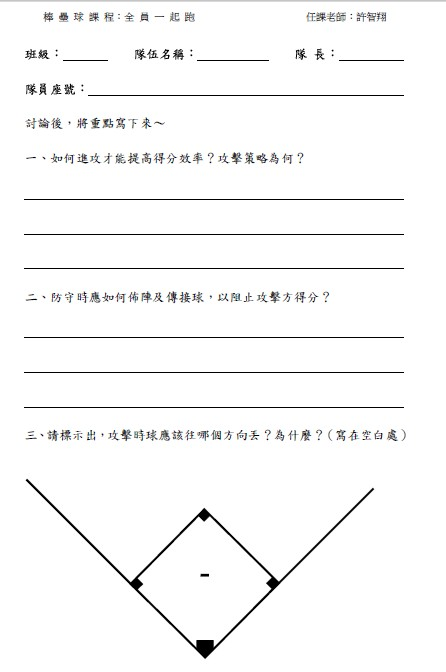 棒壘球課程:全員一起跑 任課老師:許智翔
班級:______ 隊伍名稱:__________ 隊長:_________
隊員座號:____________________________________________
討論後,將重點寫下來~
一、如何進攻才能提高得分效率?攻擊策略為何?
二、防守時應如何佈陣及傳接球,以阻止攻擊方得分?
三、請標示出,攻擊時球應該往哪個方向丟?為什麼?(寫在空白處)